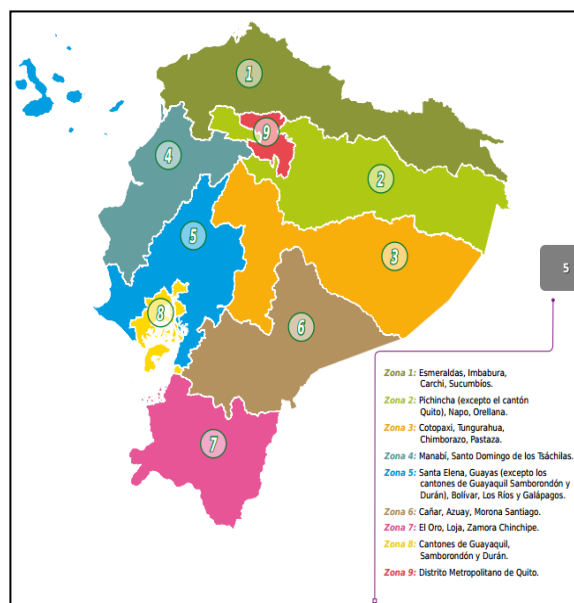 1
9
4
2
5
3
5
8
6
7
Zona 1: Esmeraldas, Imbabura,
Carchi, Sucumbíos.
Zona 2: Pichincha (excepto el cantón
Quito), Napo, Orellana.
Zona 3: Cotopaxi, Tungurahua,
Chimborazo, Pastaza.
Zona 4: Manabí, Santo Domingo de los Tsáchilas.
Zona 5: Santa Elena, Guayas (excepto los
cantones de Guayaquil Samborondón y
Durán), Bolívar, Los Ríos y Galápagos.
Zona 6: Cañar, Azuay, Morona Santiago.
Zona 7: El Oro, Loja, Zamora Chinchipe.
Zona 8: Cantones de Guayaquil,
Samborondón y Durán.
Zona 9: Distrito Metropolitano de Quito.